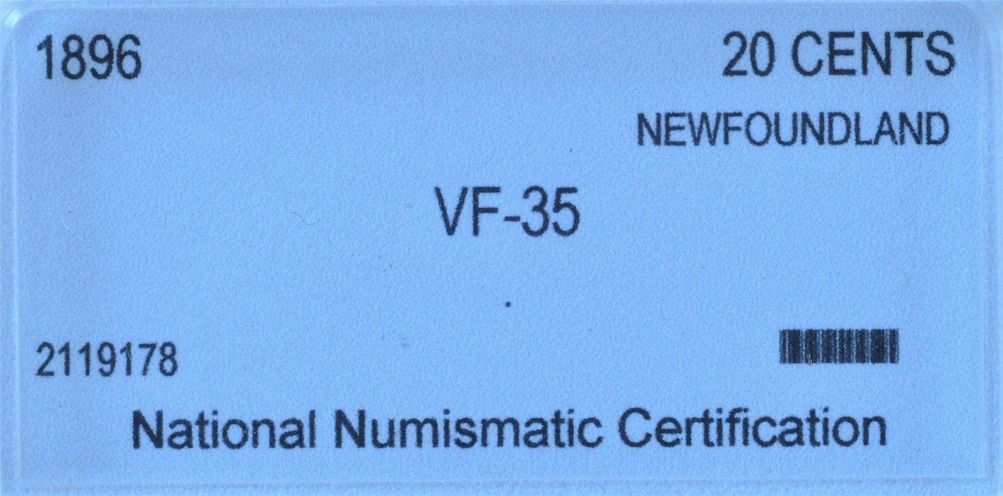 1896 20 CENTS
NEWFOUNDLAND
VF-35
2119178
National Numismatic Certification